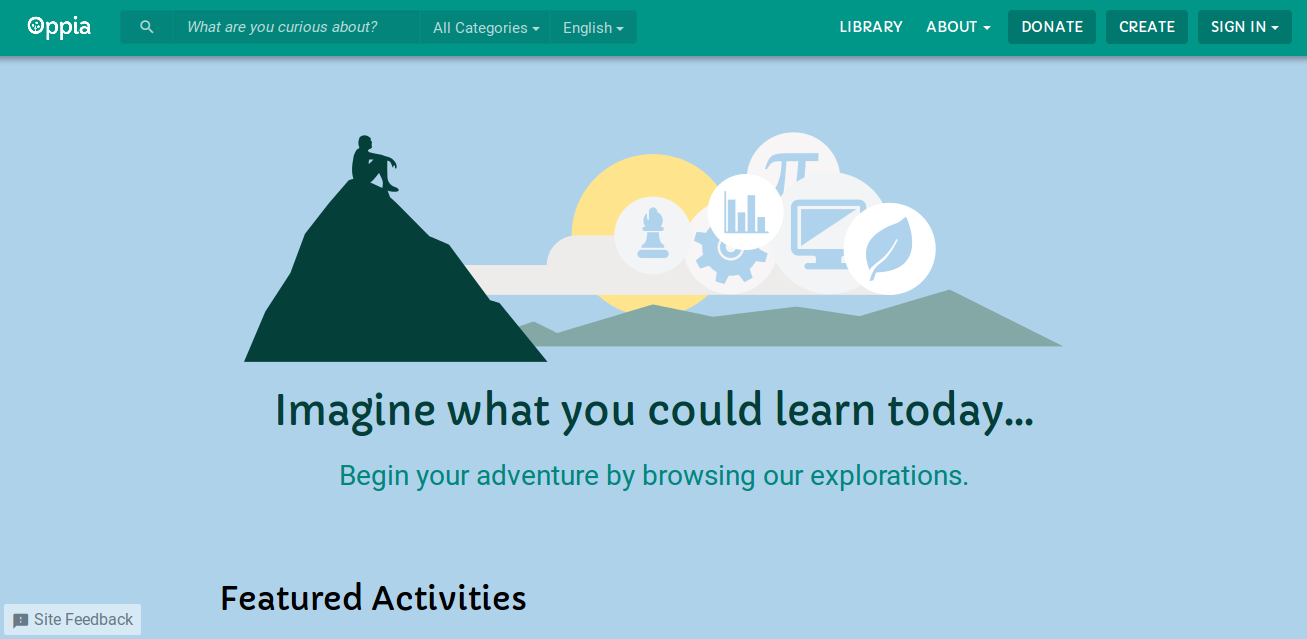 Oppia
What are you curious about?
All Categories
English
LIBRARY
ABOUT
DONATE
CREATE
SIGN IN
π
Imagine what you could learn today...
Begin your adventure by browsing our explorations.
Featured Activities
Site Feedback